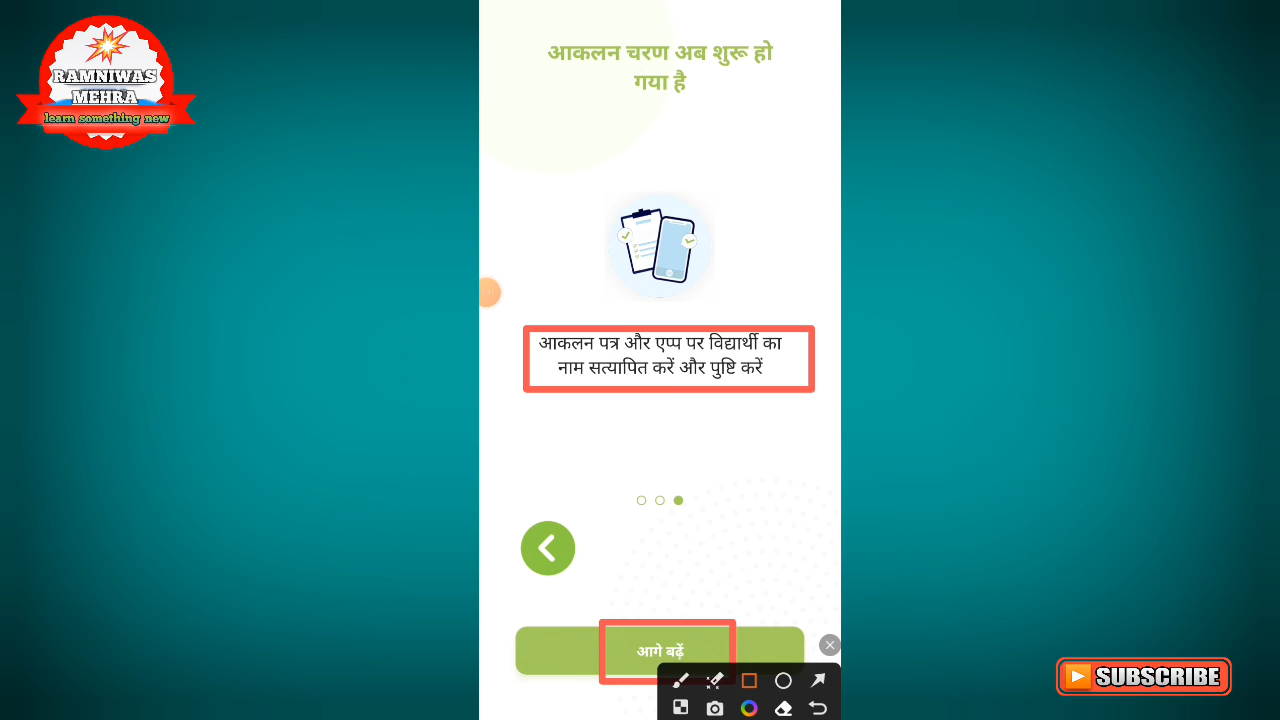 RAMNIWAS
MEHRA
learn something new
आकलन चरण अब शुरू हो
गया है
आकलन पत्र और एप्प पर विद्यार्थी का
नाम सत्यापित करें और पुष्टि करें
आगे बढ़ें
SUBSCRIBE